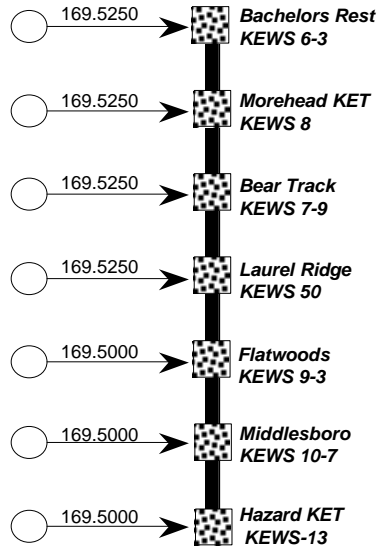 169.5250
Bachelors Rest
KEWS 6-3
169.5250
Morehead KET
KEWS 8
169.5250
Bear Track
KEWS 7-9
169.5250
Laurel Ridge
KEWS 50
169.5000
Flatwoods
KEWS 9-3
169.5000
Middlesboro
KEWS 10-7
169.5000
Hazard KET
KEWS-13